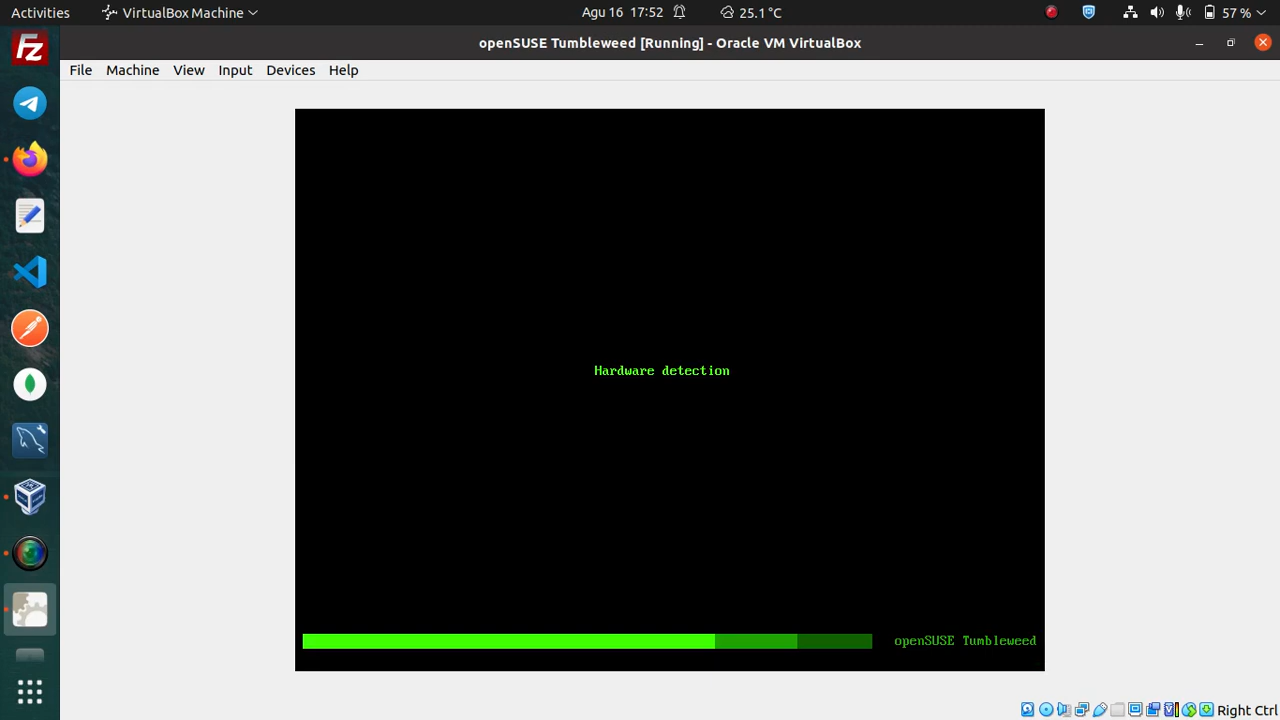 Activities
VirtualBox Machine
Agu 16 17:52
25.1 °C
57 %
openSUSE Tumbleweed [Running] - Oracle VM VirtualBox
File Machine View Input Devices Help
Hardware detection
openSUSE Tumbleweed
Right Ctrl